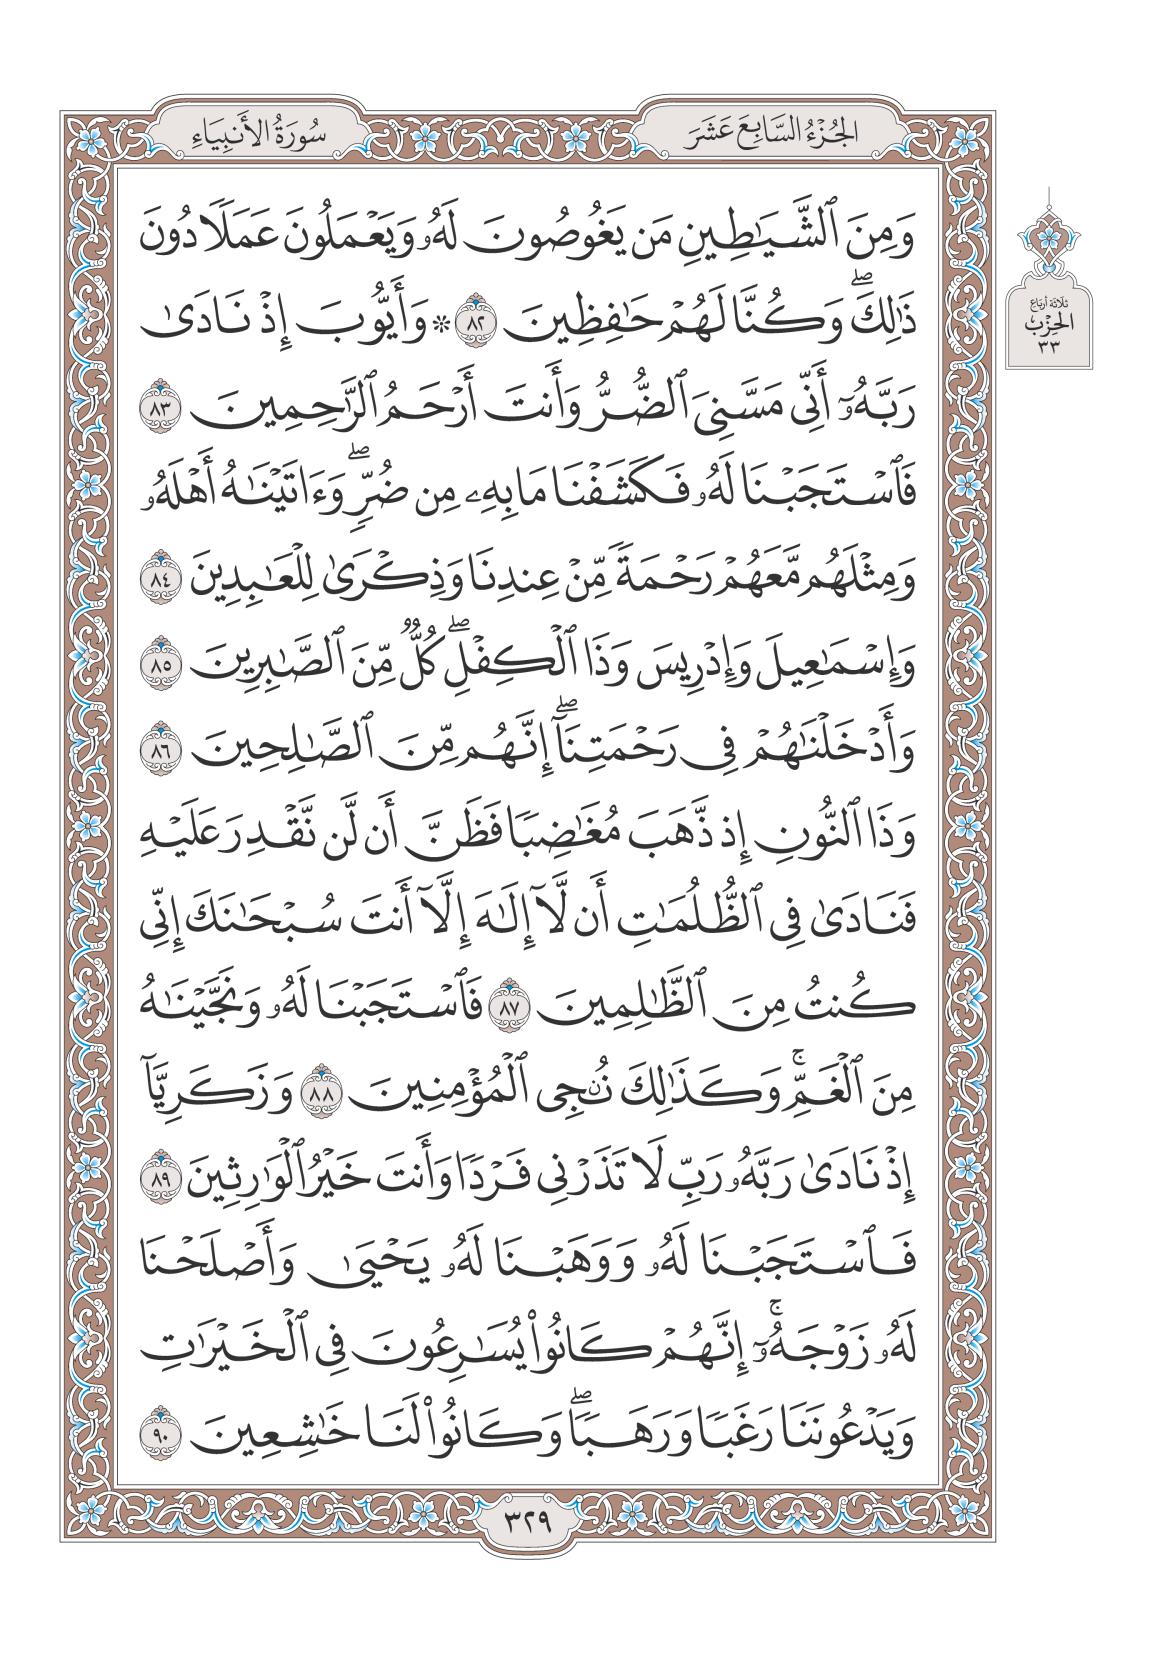 الجُزْءُ السَّابِعَ عَشَرَ
سُورَةُ الأَنبِيَاءِ
وَمِنَ ٱلشَّيَٰطِينِ مَن يَغُوصُونَ لَهُۥ وَيَعْمَلُونَ عَمَلًا دُونَ
ذَٰلِكَۖ وَكُنَّا لَهُمْ حَٰفِظِينَ ٨٢ ۞ وَأَيُّوبَ إِذْ نَادَىٰ
رَبَّهُۥٓ أَنِّي مَسَّنِيَ ٱلضُّرُّ وَأَنتَ أَرْحَمُ ٱلرَّٰحِمِينَ ٨٣
فَٱسْتَجَبْنَا لَهُۥ فَكَشَفْنَا مَا بِهِۦ مِن ضُرٍّۖ وَءَاتَيْنَٰهُ أَهْلَهُۥ
وَمِثْلَهُم مَّعَهُمْ رَحْمَةً مِّنْ عِندِنَا وَذِكْرَىٰ لِلْعَٰبِدِينَ ٨٤
وَإِسْمَٰعِيلَ وَإِدْرِيسَ وَذَا ٱلْكِفْلِۖ كُلٌّ مِّنَ ٱلصَّٰبِرِينَ ٨٥
وَأَدْخَلْنَٰهُمْ فِي رَحْمَتِنَآۖ إِنَّهُم مِّنَ ٱلصَّٰلِحِينَ ٨٦
وَذَا ٱلنُّونِ إِذ ذَّهَبَ مُغَٰضِبًا فَظَنَّ أَن لَّن نَّقْدِرَ عَلَيْهِ
فَنَادَىٰ فِي ٱلظُّلُمَٰتِ أَن لَّآ إِلَٰهَ إِلَّآ أَنتَ سُبْحَٰنَكَ إِنِّي
كُنتُ مِنَ ٱلظَّٰلِمِينَ ٨٧ فَٱسْتَجَبْنَا لَهُۥ وَنَجَّيْنَٰهُ
مِنَ ٱلْغَمِّۚ وَكَذَٰلِكَ نُـۨجِي ٱلْمُؤْمِنِينَ ٨٨ وَزَكَرِيَّآ
إِذْ نَادَىٰ رَبَّهُۥ رَبِّ لَا تَذَرْنِي فَرْدًا وَأَنتَ خَيْرُ ٱلْوَٰرِثِينَ ٨٩
فَٱسْتَجَبْنَا لَهُۥ وَوَهَبْنَا لَهُۥ يَحْيَىٰ وَأَصْلَحْنَا
لَهُۥ زَوْجَهُۥٓۚ إِنَّهُمْ كَانُوا۟ يُسَٰرِعُونَ فِي ٱلْخَيْرَٰتِ
وَيَدْعُونَنَا رَغَبًا وَرَهَبًاۖ وَكَانُوا۟ لَنَا خَٰشِعِينَ ٩٠
ثلاثة أرباع
الحِزْب
٣٣
٣٢٩